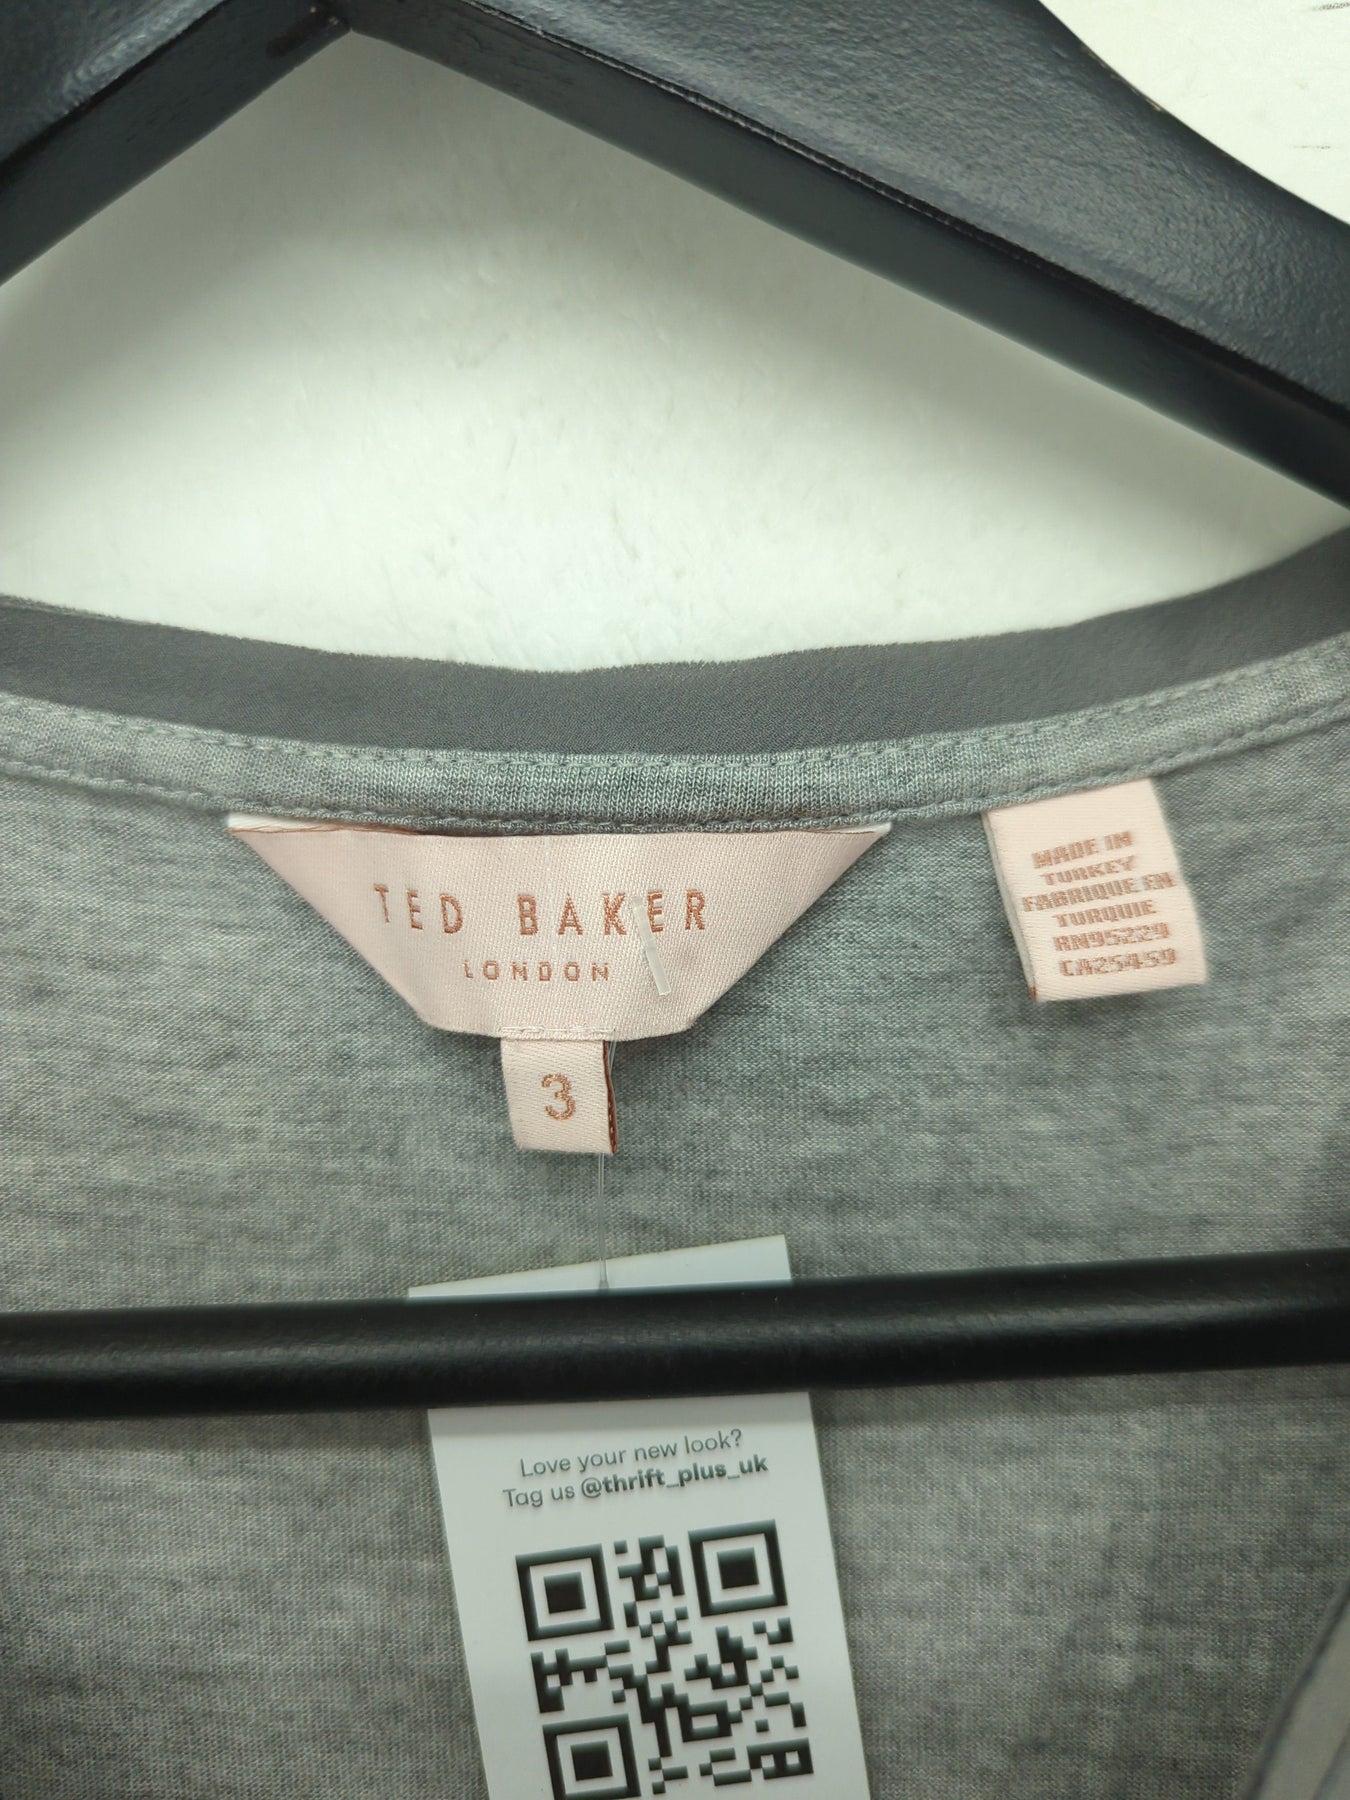 TED BAKER
LONDON
3
MADE IN
TURKEY
FABRIQUE EN
TURQUIE
RN95229
CA25459
Love your new look?
Tag us @thrift_plus_uk